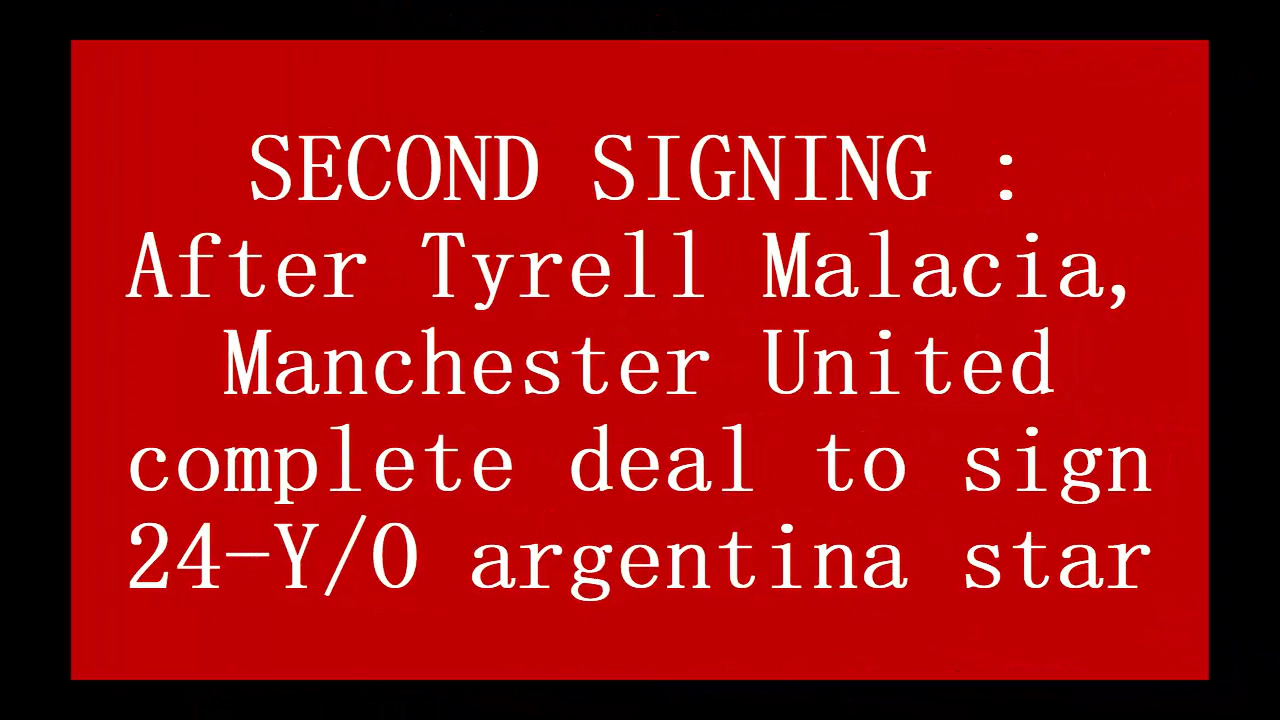 SECOND SIGNING :
After Tyrell Malacia,
Manchester United
complete deal to sign
24-Y/O argentina star